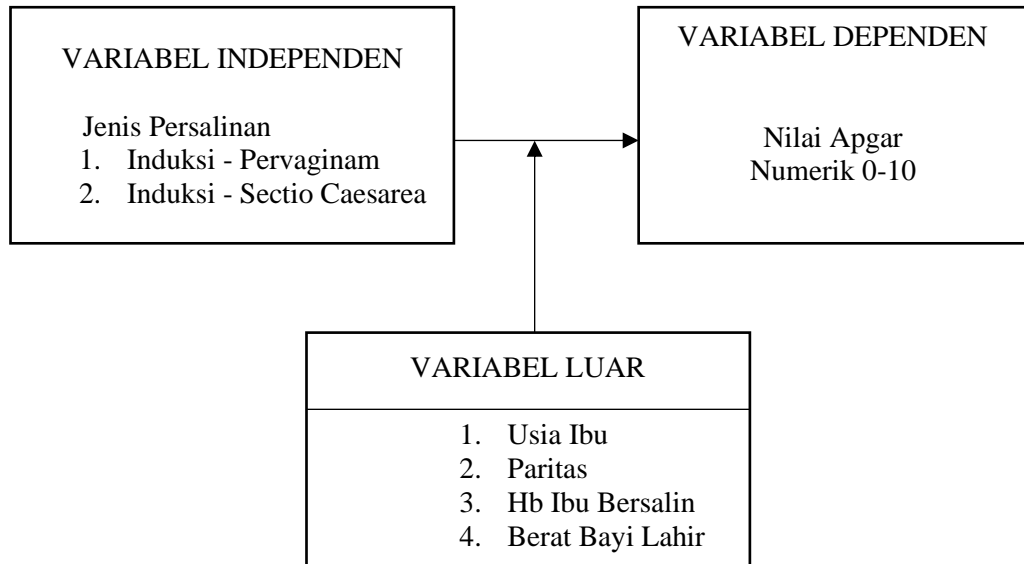 VARIABEL INDEPENDEN
Jenis Persalinan
1. Induksi - Pervaginam
2. Induksi - Sectio Caesarea
VARIABEL DEPENDEN
Nilai Apgar
Numerik 0-10
VARIABEL LUAR
1. Usia Ibu
2. Paritas
3. Hb Ibu Bersalin
4. Berat Bayi Lahir